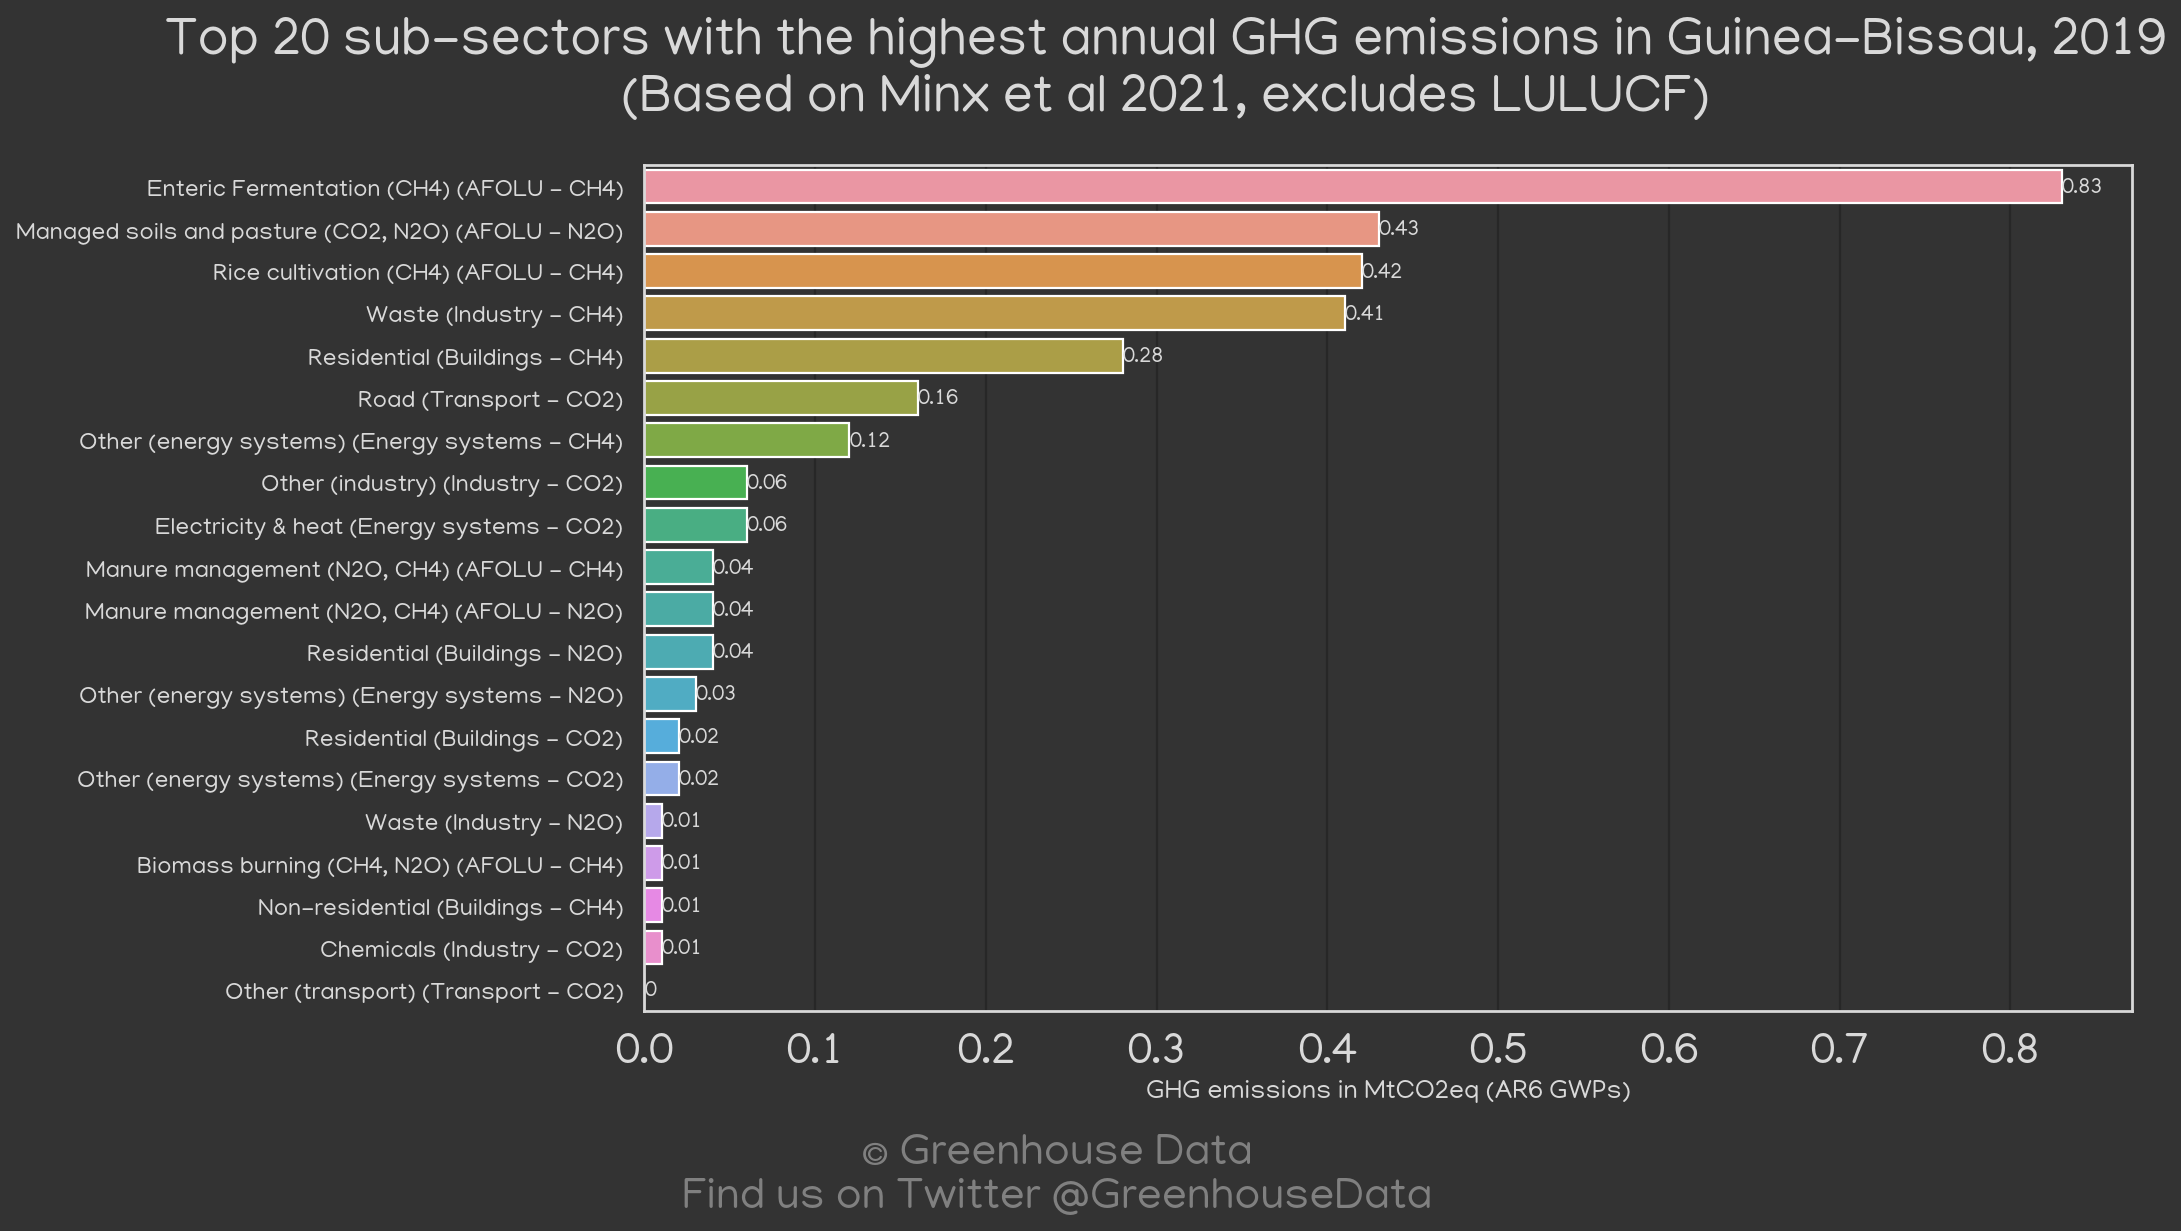 Top 20 sub-sectors with the highest annual GHG emissions in Guinea-Bissau, 2019
(Based on Minx et al 2021, excludes LULUCF)
Enteric Fermentation (CH4) (AFOLU - CH4) 0.83
Managed soils and pasture (CO2, N2O) (AFOLU - N2O) 0.43
Rice cultivation (CH4) (AFOLU - CH4) 0.42
Waste (Industry - CH4) 0.41
Residential (Buildings - CH4) 0.28
Road (Transport - CO2) 0.16
Other (energy systems) (Energy systems - CH4) 0.12
Other (industry) (Industry - CO2) 0.06
Electricity & heat (Energy systems - CO2) 0.06
Manure management (N2O, CH4) (AFOLU - CH4) 0.04
Manure management (N2O, CH4) (AFOLU - N2O) 0.04
Residential (Buildings - N2O) 0.04
Other (energy systems) (Energy systems - N2O) 0.03
Residential (Buildings - CO2) 0.02
Other (energy systems) (Energy systems - CO2) 0.02
Waste (Industry - N2O) 0.01
Biomass burning (CH4, N2O) (AFOLU - CH4) 0.01
Non-residential (Buildings - CH4) 0.01
Chemicals (Industry - CO2) 0.01
Other (transport) (Transport - CO2) 0
0.0 0.1 0.2 0.3 0.4 0.5 0.6 0.7 0.8
GHG emissions in MtCO2eq (AR6 GWPs)
© Greenhouse Data
Find us on Twitter @GreenhouseData